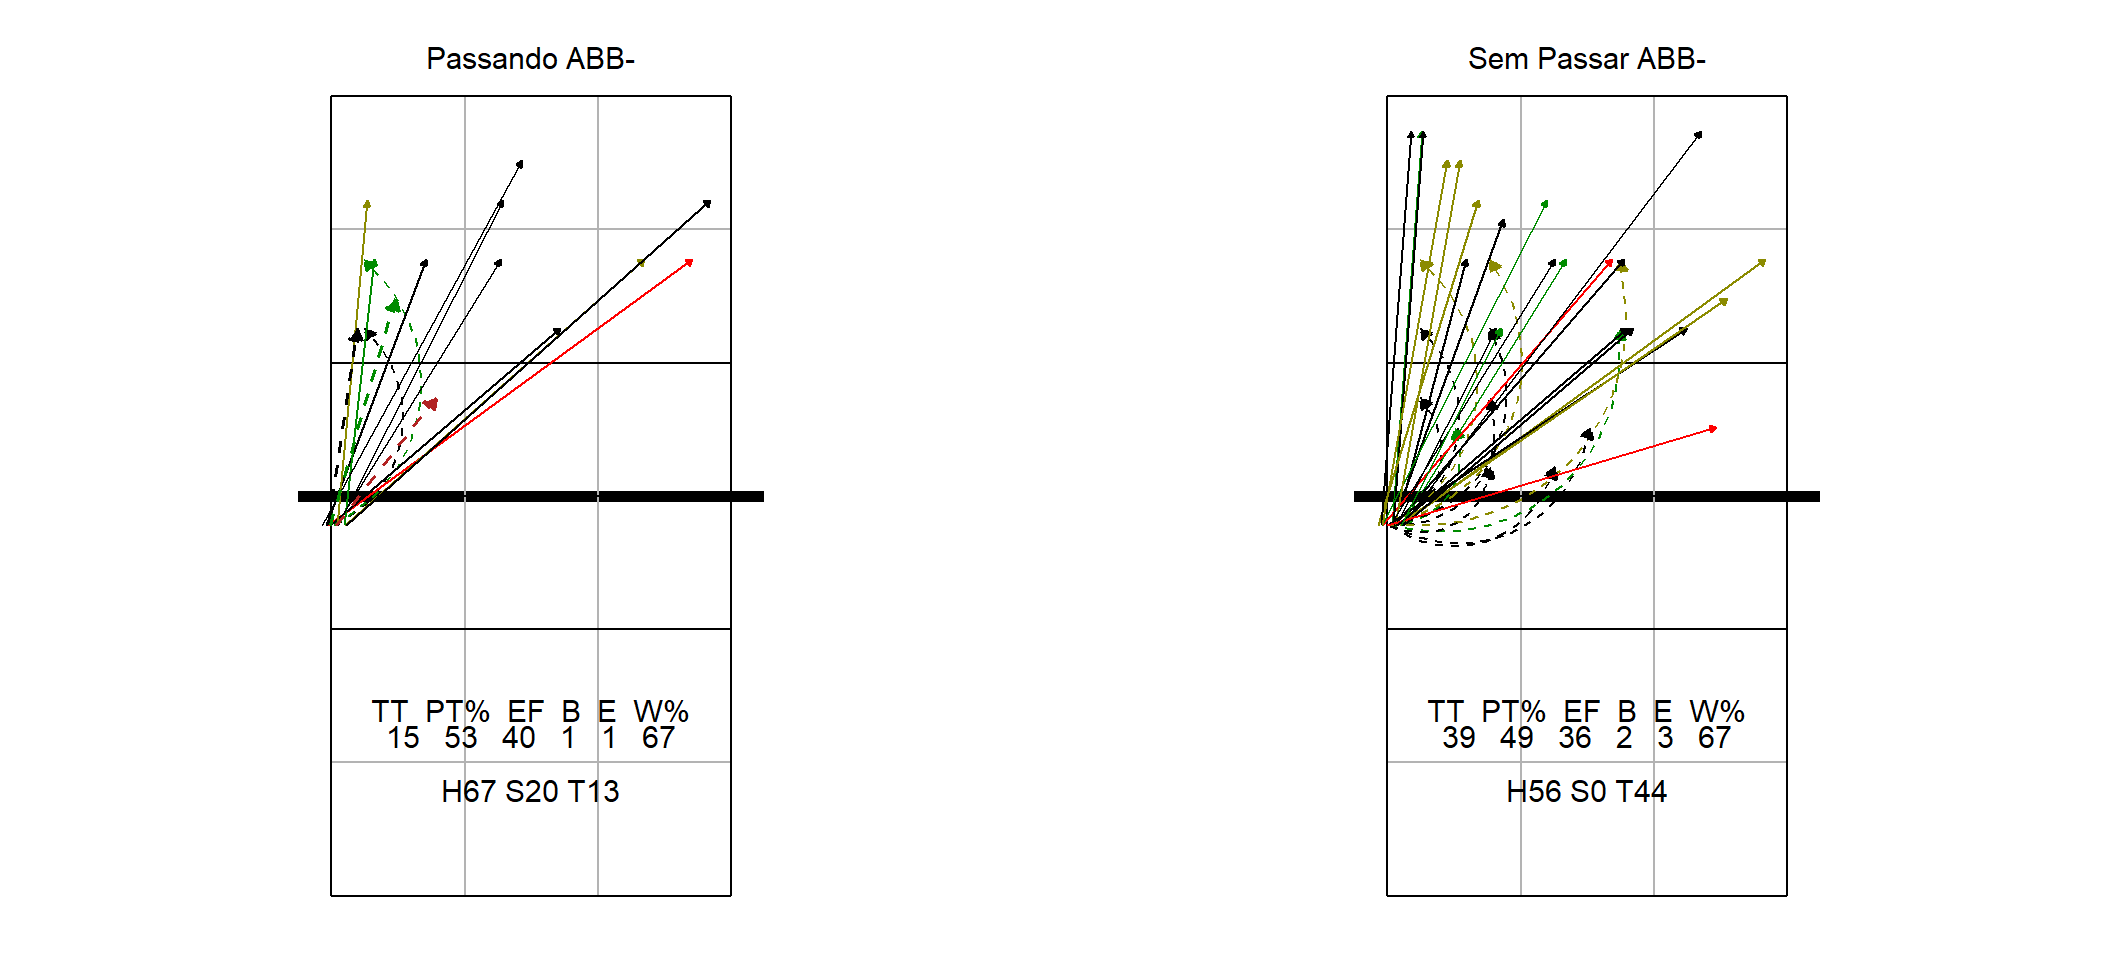 Passando ABB-
TT PT% EF B E W%
15 53 40 1 1 67
H67 S20 T13
Sem Passar ABB-
TT PT% EF B E W%
39 49 36 2 3 67
H56 S0 T44